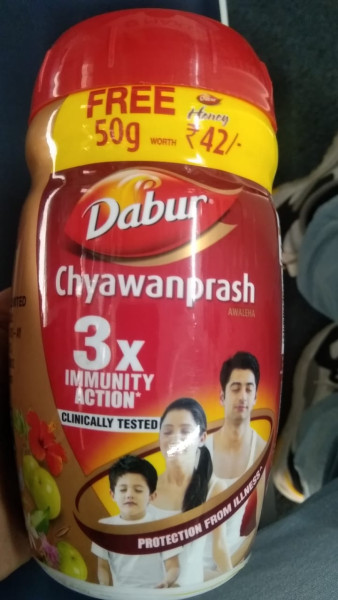 FREE
Dabur
Honey
50g WORTH ₹42/-
Dabur
Chyawanprash
AWALEHA
3x
IMMUNITY
ACTION*
CLINICALLY TESTED
PROTECTION FROM ILLNESS*